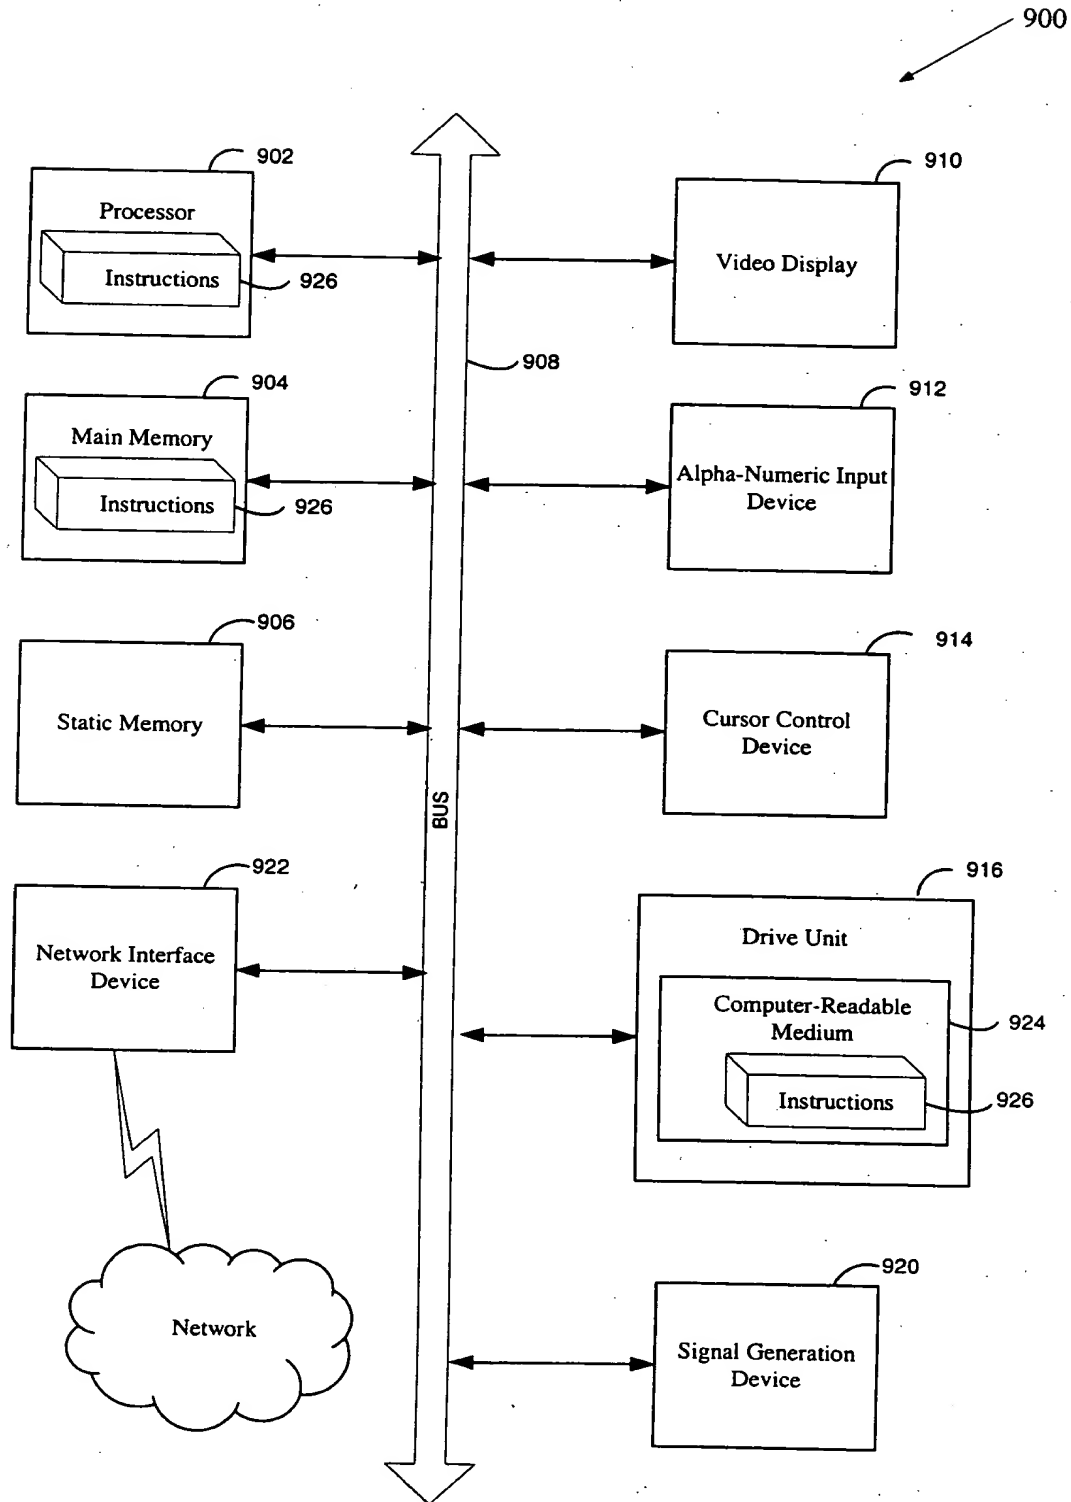 900
902
Processor
Instructions
926
910
Video Display
908
904
Main Memory
Instructions
926
912
Alpha-Numeric Input
Device
906
Static Memory
914
Cursor Control
Device
BUS
922
Network Interface
Device
916
Drive Unit
Computer-Readable
Medium
924
Instructions
926
Network
920
Signal Generation
Device